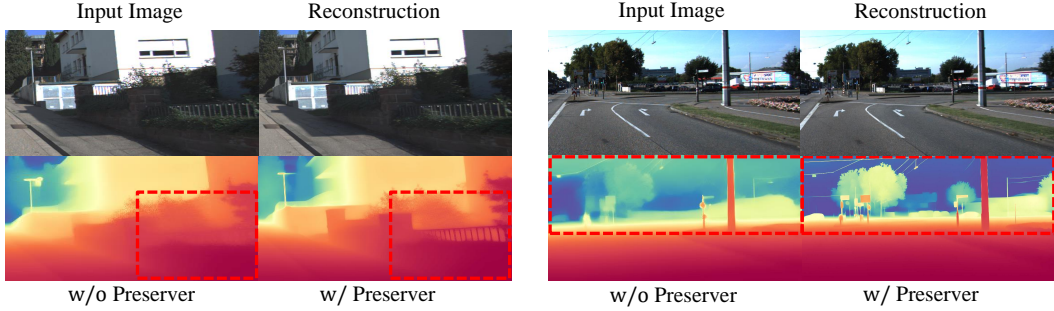 Input Image Reconstruction Input Image Reconstruction
w/o Preserver w/ Preserver w/o Preserver w/ Preserver